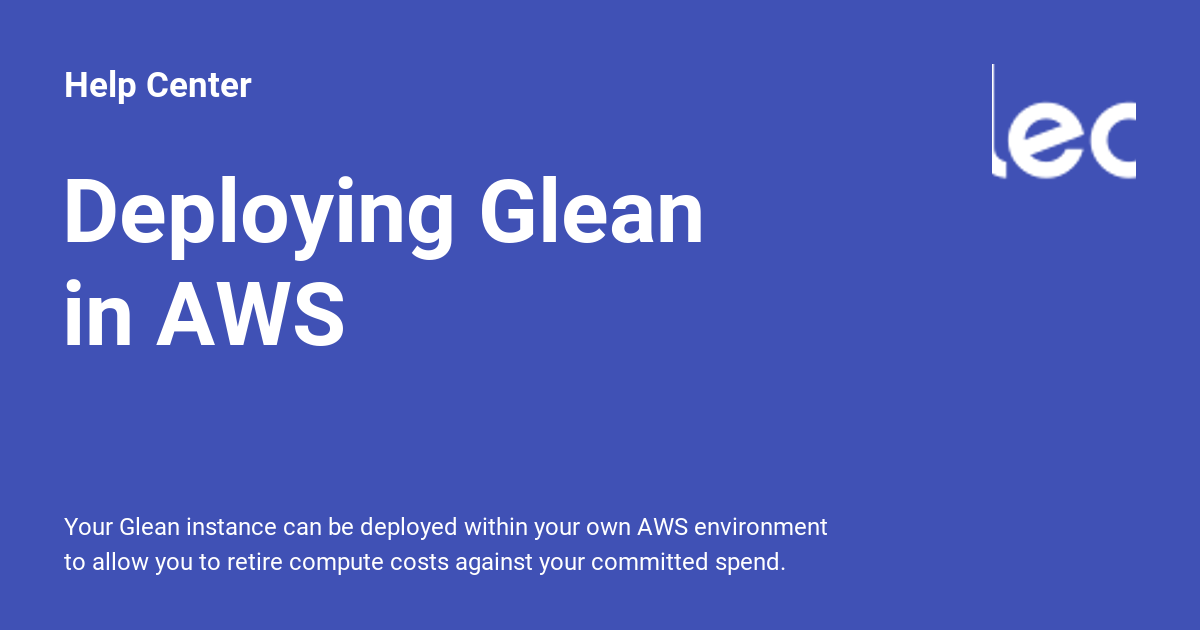 Help Center
lec
Deploying Glean
in AWS
Your Glean instance can be deployed within your own AWS environment
to allow you to retire compute costs against your committed spend.